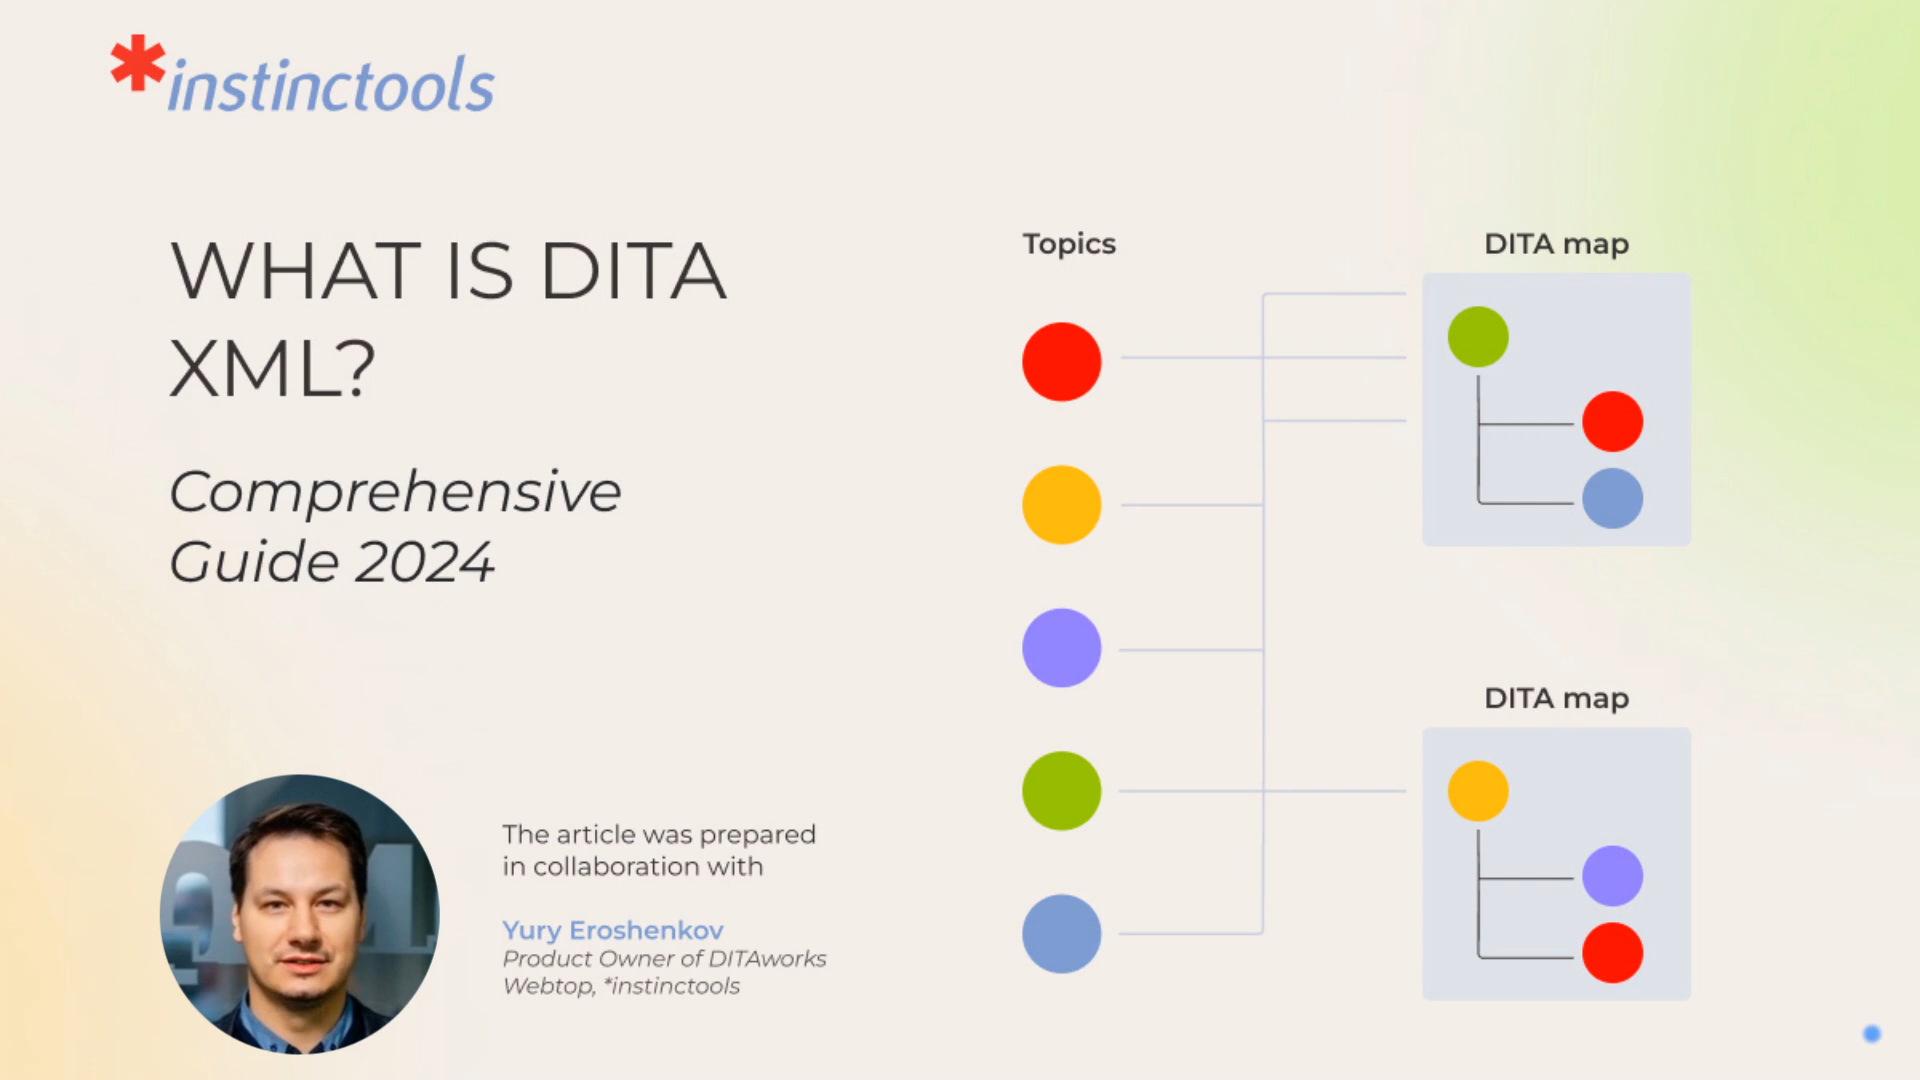 *instinctools
WHAT IS DITA
XML?
Comprehensive
Guide 2024
The article was prepared
in collaboration with
Yury Eroshenkov
Product Owner of DITAworks
Webtop, *instinctools
Topics
DITA map
DITA map